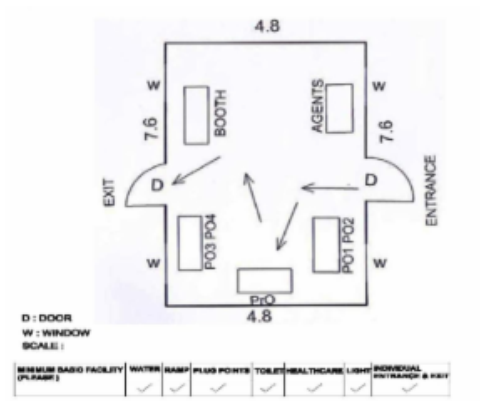 4.8
W
W
BOOTH
AGENTS
7.6
7.6
EXIT
D
D
ENTRANCE
PO3 PO4
PO1 PO2
W
W
PrO
4.8
D : DOOR
W : WINDOW
SCALE :
MINIMUM BASIC FACILITY WATER RAMP PLUG POINTS TOILET HEALTHCARE LIGHT INDIVIDUAL
ENTRANCE & EXIT